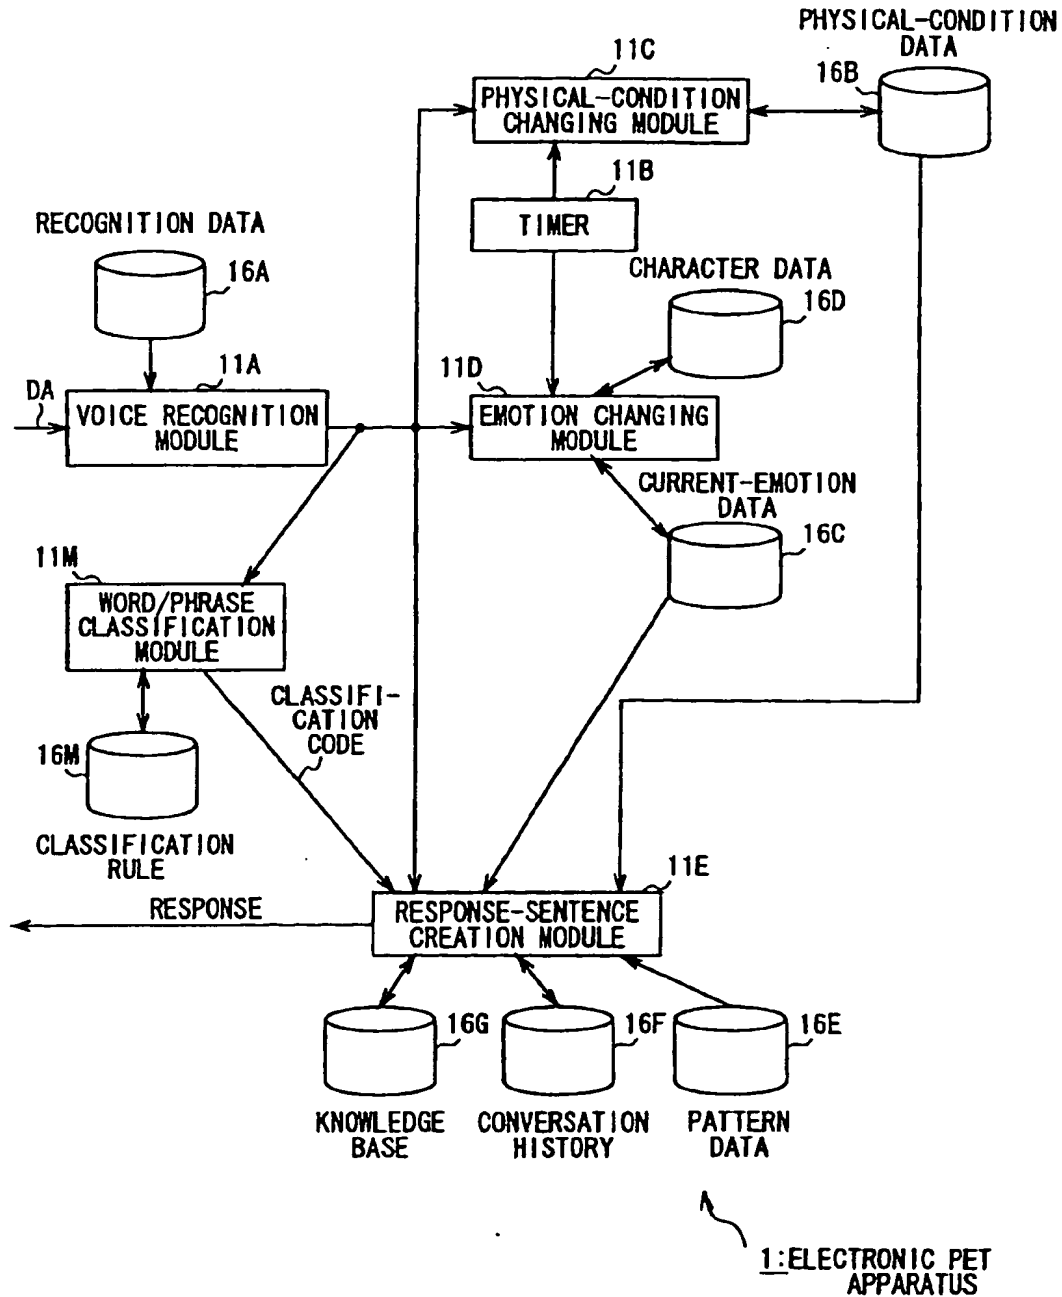 PHYSICAL-CONDITION
DATA
11C
16B
PHYSICAL-CONDITION
CHANGING MODULE
11B
TIMER
RECOGNITION DATA
16A
CHARACTER DATA
16D
11A
11D
DA
VOICE RECOGNITION
MODULE
EMOTION CHANGING
MODULE
CURRENT-EMOTION
DATA
16C
11M
WORD/PHRASE
CLASSIFICATION
MODULE
CLASSIFI-
CATION
CODE
16M
CLASSIFICATION
RULE
11E
RESPONSE
RESPONSE-SENTENCE
CREATION MODULE
16G
16F
16E
KNOWLEDGE
BASE
CONVERSATION
HISTORY
PATTERN
DATA
1:ELECTRONIC PET
APPARATUS